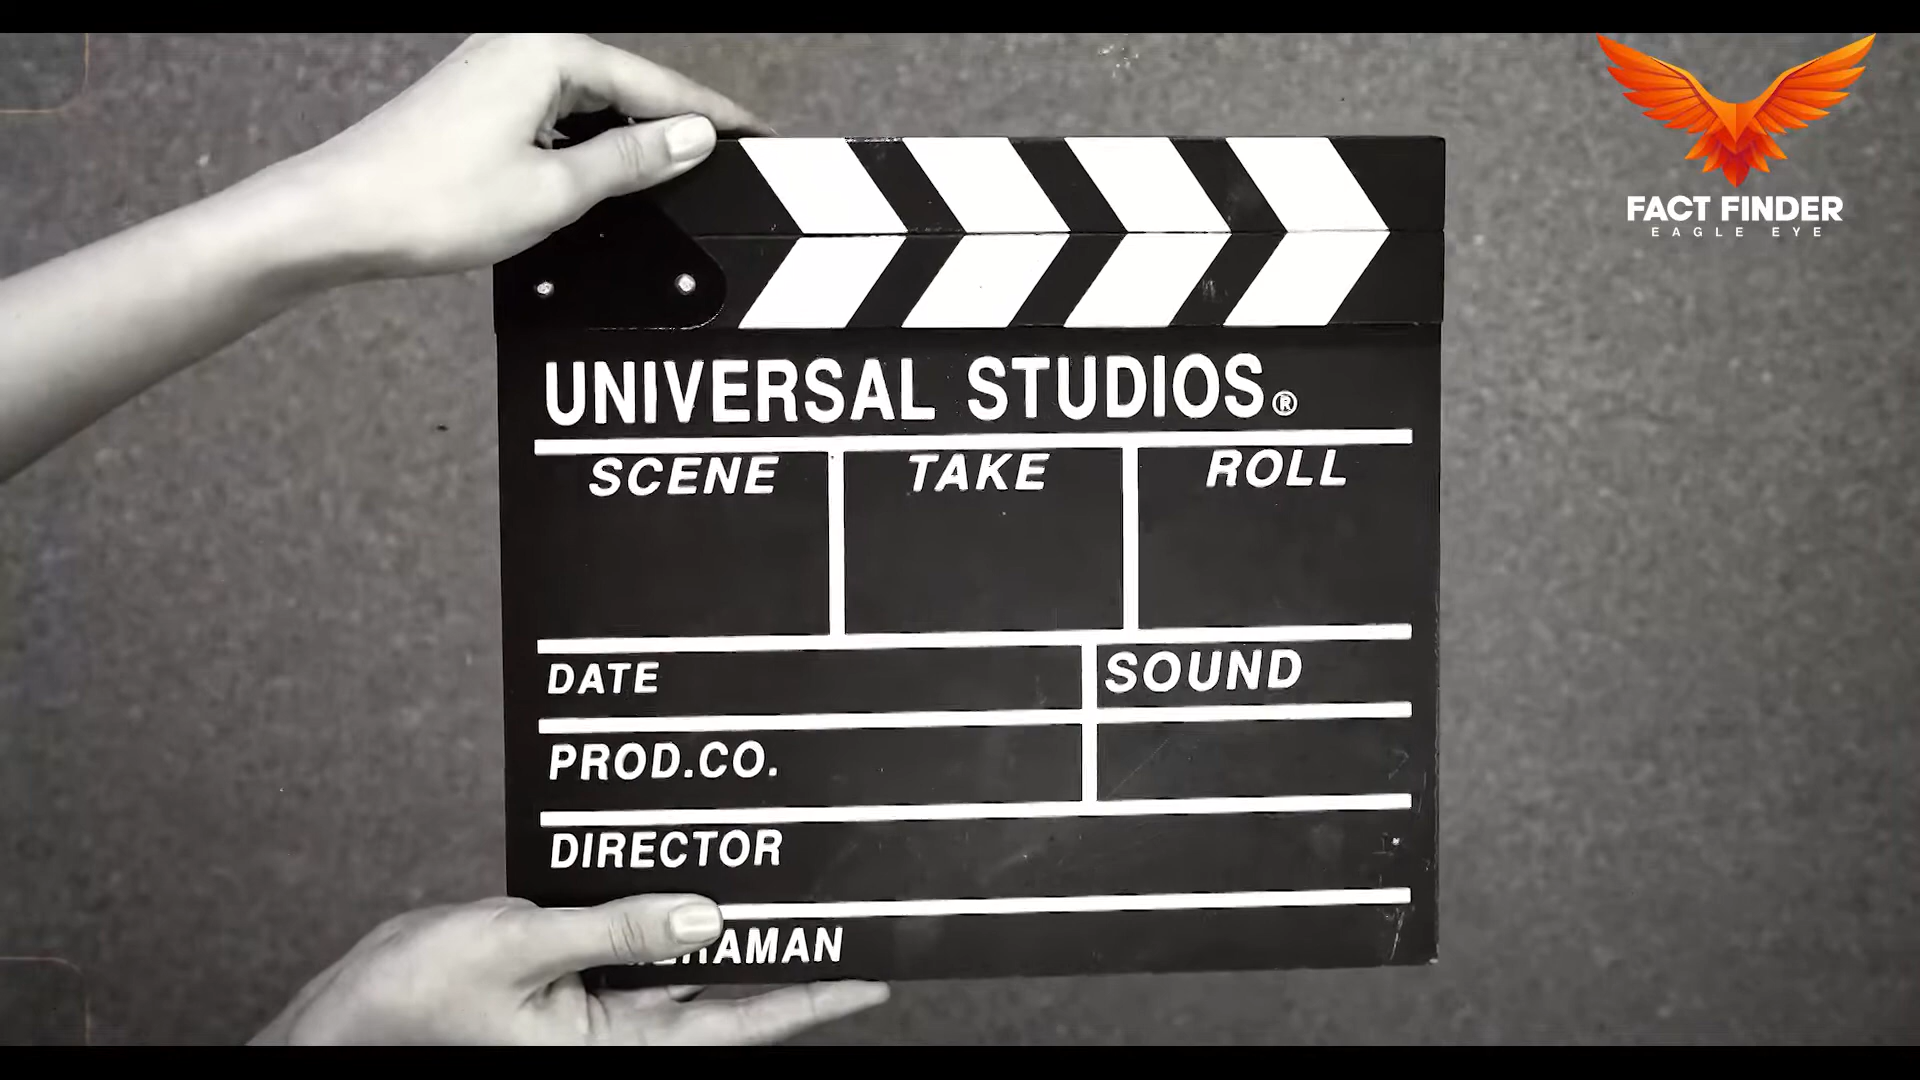 FACT FINDER
EAGLE EYE
UNIVERSAL STUDIOS®
SCENE TAKE ROLL
DATE SOUND
PROD.CO.
DIRECTOR